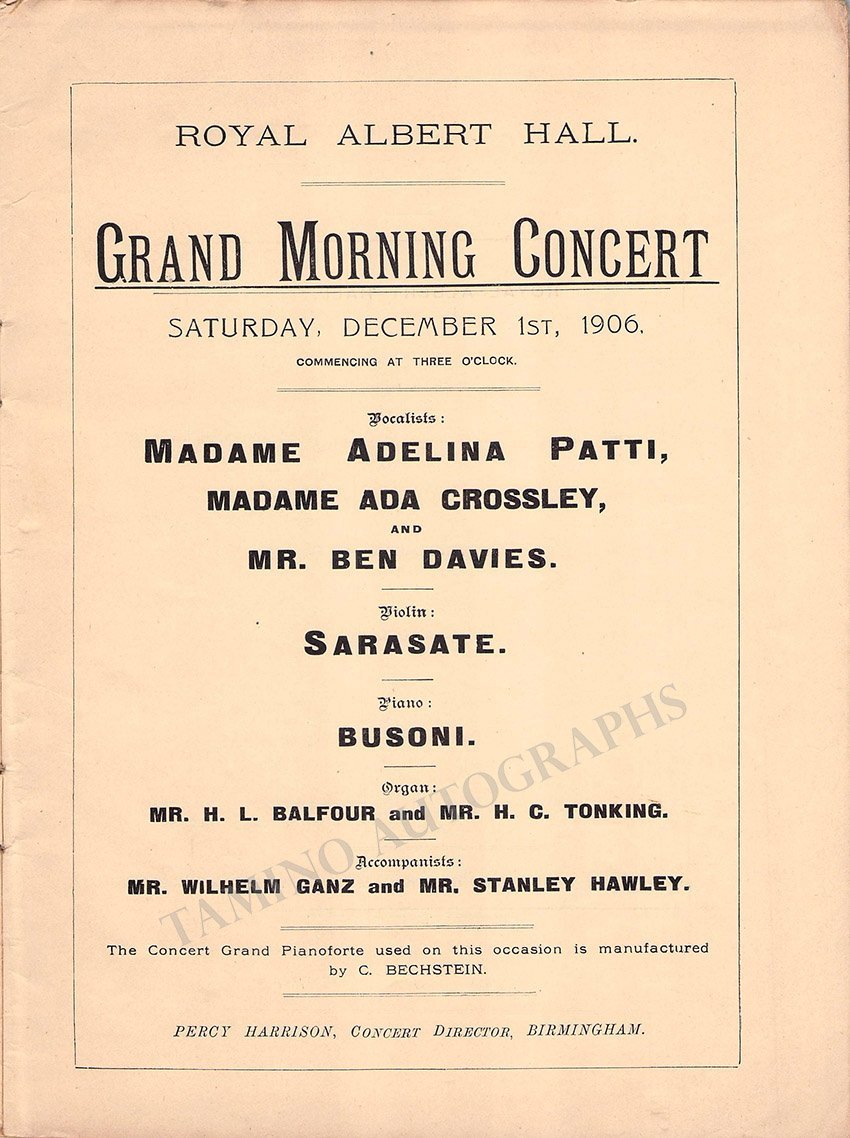 ROYAL ALBERT HALL.
GRAND MORNING CONCERT
SATURDAY, DECEMBER 1ST, 1906.
COMMENCING AT THREE O'CLOCK.
Vocalists:
MADAME ADELINA PATTI,
MADAME ADA CROSSLEY,
AND
MR. BEN DAVIES.
Violin:
SARASATE.
Piano:
BUSONI.
Organ:
MR. H. L. BALFOUR and MR. H. C. TONKING.
Accompanists:
MR. WILHELM GANZ and MR. STANLEY HAWLEY.
The Concert Grand Pianoforte used on this occasion is manufactured
by C. BECHSTEIN.
PERCY HARRISON, CONCERT DIRECTOR, BIRMINGHAM.
TAMINO AUTOGRAPHS